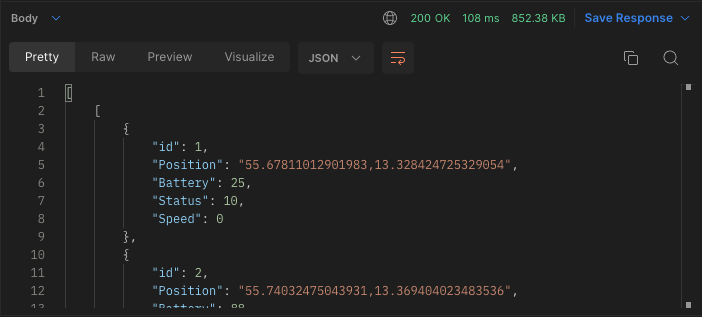 Body 200 OK 108 ms 852.38 KB Save Response
Pretty Raw Preview Visualize JSON
1 [
2 [
3 {
4 "id": 1,
5 "Position": "55.67811012901983,13.328424725329054",
6 "Battery": 25,
7 "Status": 10,
8 "Speed": 0
9 },
10 {
11 "id": 2,
12 "Position": "55.74032475043931,13.369404023483536",
13 "Battery": 88